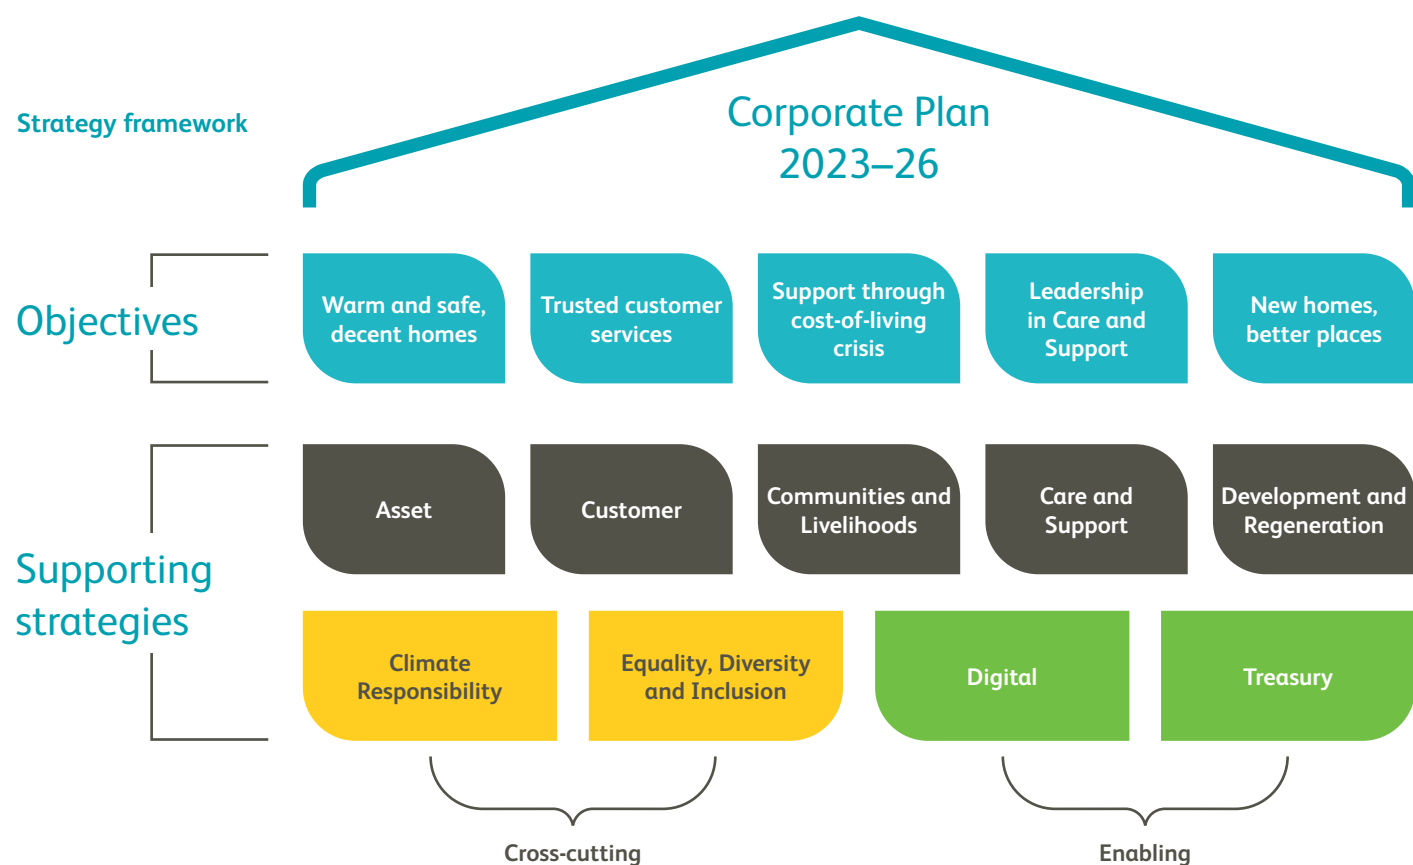 Strategy framework
Corporate Plan
2023–26
Objectives
Warm and safe,
decent homes
Trusted customer
services
Support through
cost-of-living
crisis
Leadership
in Care and
Support
New homes,
better places
Supporting
strategies
Asset
Customer
Communities and
Livelihoods
Care and
Support
Development and
Regeneration
Climate
Responsibility
Equality, Diversity
and Inclusion
Digital
Treasury
Cross-cutting
Enabling